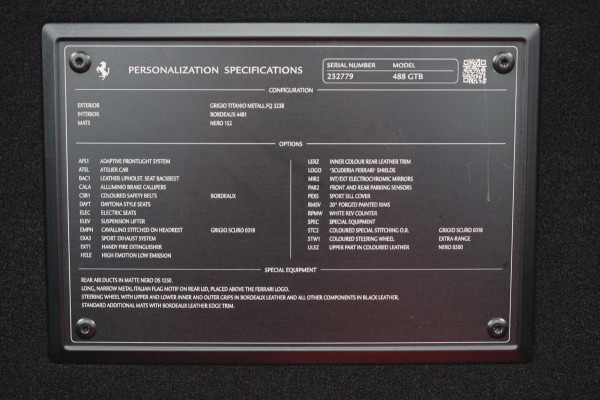 PERSONALIZATION SPECIFICATIONS
SERIAL NUMBER MODEL
232779 488 GTB
CONFIGURATION
EXTERIOR GRIGIO TITANIO METALL.FQ 3238
INTERIOR BORDEAUX 4481
MATS NERO 152
OPTIONS
AFS1 ADAPTIVE FRONTLIGHT SYSTEM
ATEL ATELIER CAR
BAC1 LEATHER UPHOLST. SEAT BACKREST
CALA ALLUMINIO BRAKE CALLIPERS
CSR1 COLOURED SAFETY BELTS BORDEAUX
DAYT DAYTONA STYLE SEATS
ELEC ELECTRIC SEATS
ELEV SUSPENSION LIFTER
EMPH CAVALLINO STITCHED ON HEADREST GRIGIO SCURO 0318
EXA3 SPORT EXHAUST SYSTEM
EXT1 HANDY FIRE EXTINGUISHER
HELE HIGH EMOTION LOW EMISSION
LERZ INNER COLOUR REAR LEATHER TRIM
LOGO "SCUDERIA FERRARI" SHIELDS
MIR2 INT/EXT ELECTROCHROMIC MIRRORS
PAR2 FRONT AND REAR PARKING SENSORS
PDIS SPORT SILL COVER
RMSV 20" FORGED PAINTED RIMS
RPMW WHITE REV COUNTER
SPEC SPECIAL EQUIPMENT
STC2 COLOURED SPECIAL STITCHING O.R. GRIGIO SCURO 0318
STW1 COLOURED STEERING WHEEL EXTRA-RANGE
ULEZ UPPER PART IN COLOURED LEATHER NERO 8500
SPECIAL EQUIPMENT
REAR AIR DUCTS IN MATTE NERO DS 1250.
LONG, NARROW METAL ITALIAN FLAG MOTIF ON REAR LID, PLACED ABOVE THE FERRARI LOGO.
STEERING WHEEL WITH UPPER AND LOWER INNER AND OUTER GRIPS IN BORDEAUX LEATHER AND ALL OTHER COMPONENTS IN BLACK LEATHER.
STANDARD ADDITIONAL MATS WITH BORDEAUX LEATHER EDGE TRIM.